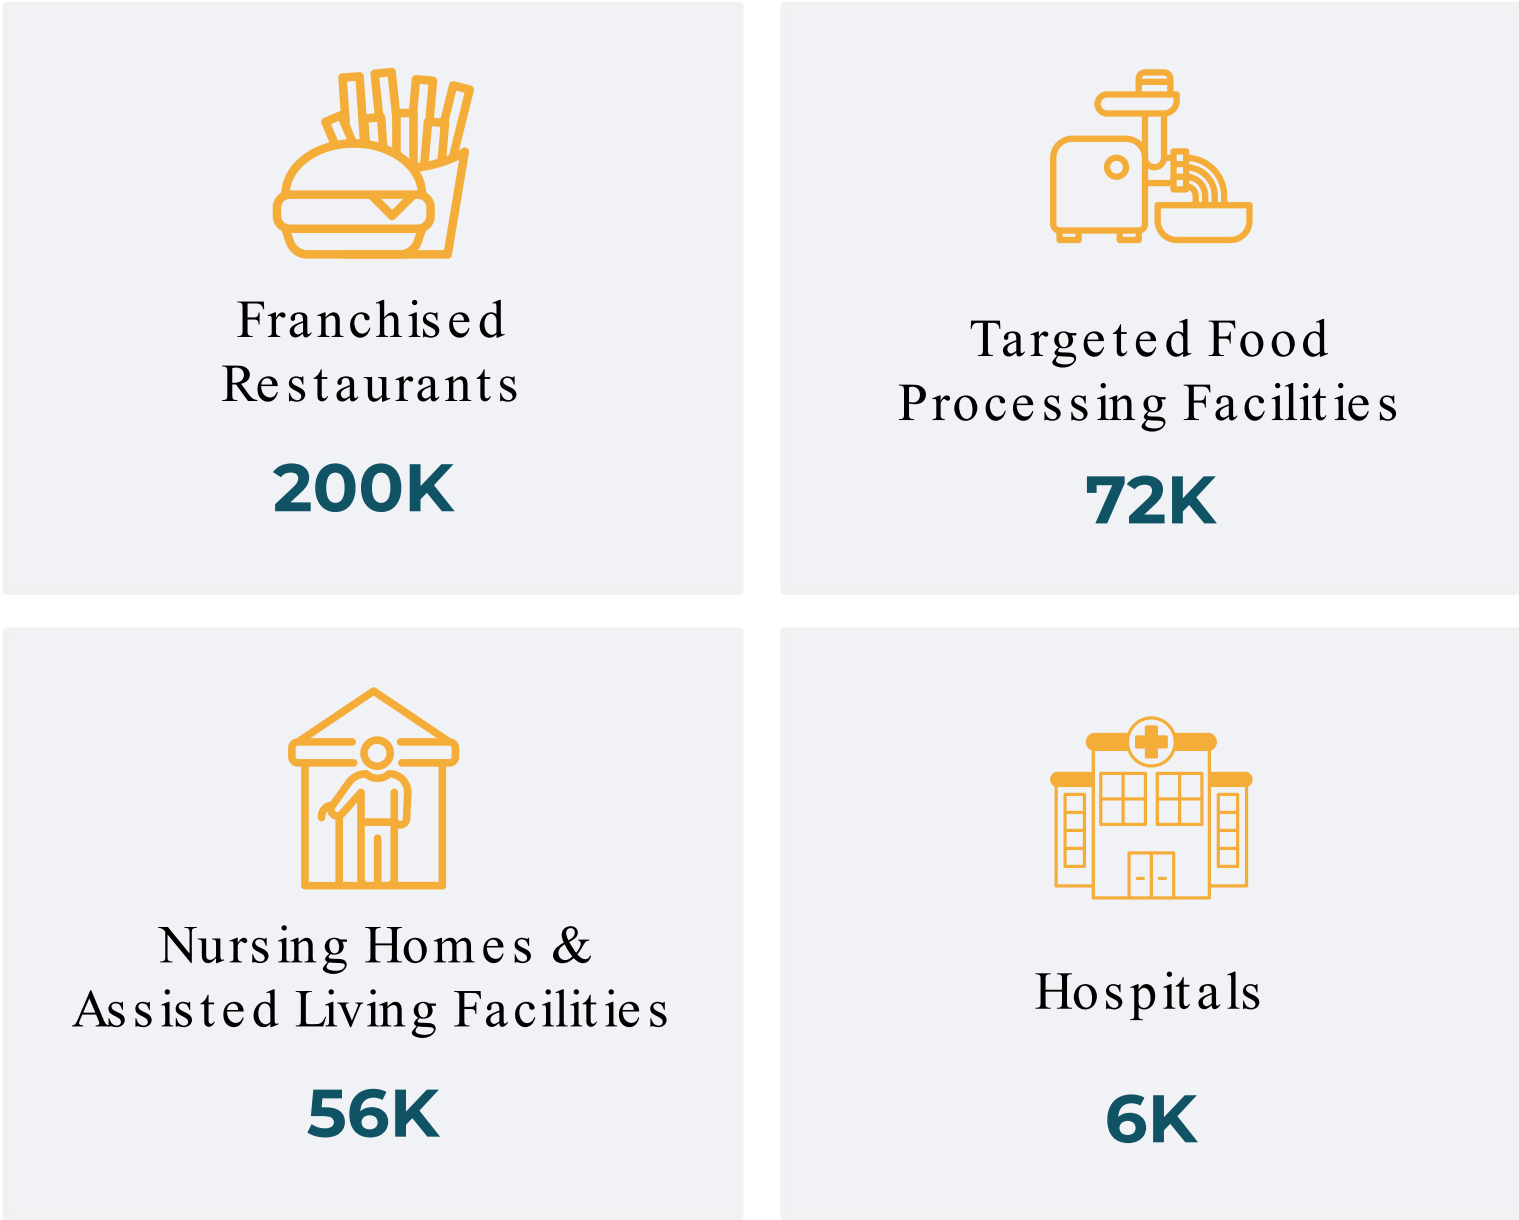 Franchised
Restaurants
200K
Targeted Food
Processing Facilities
72K
Nursing Homes &
Assisted Living Facilities
56K
Hospitals
6K